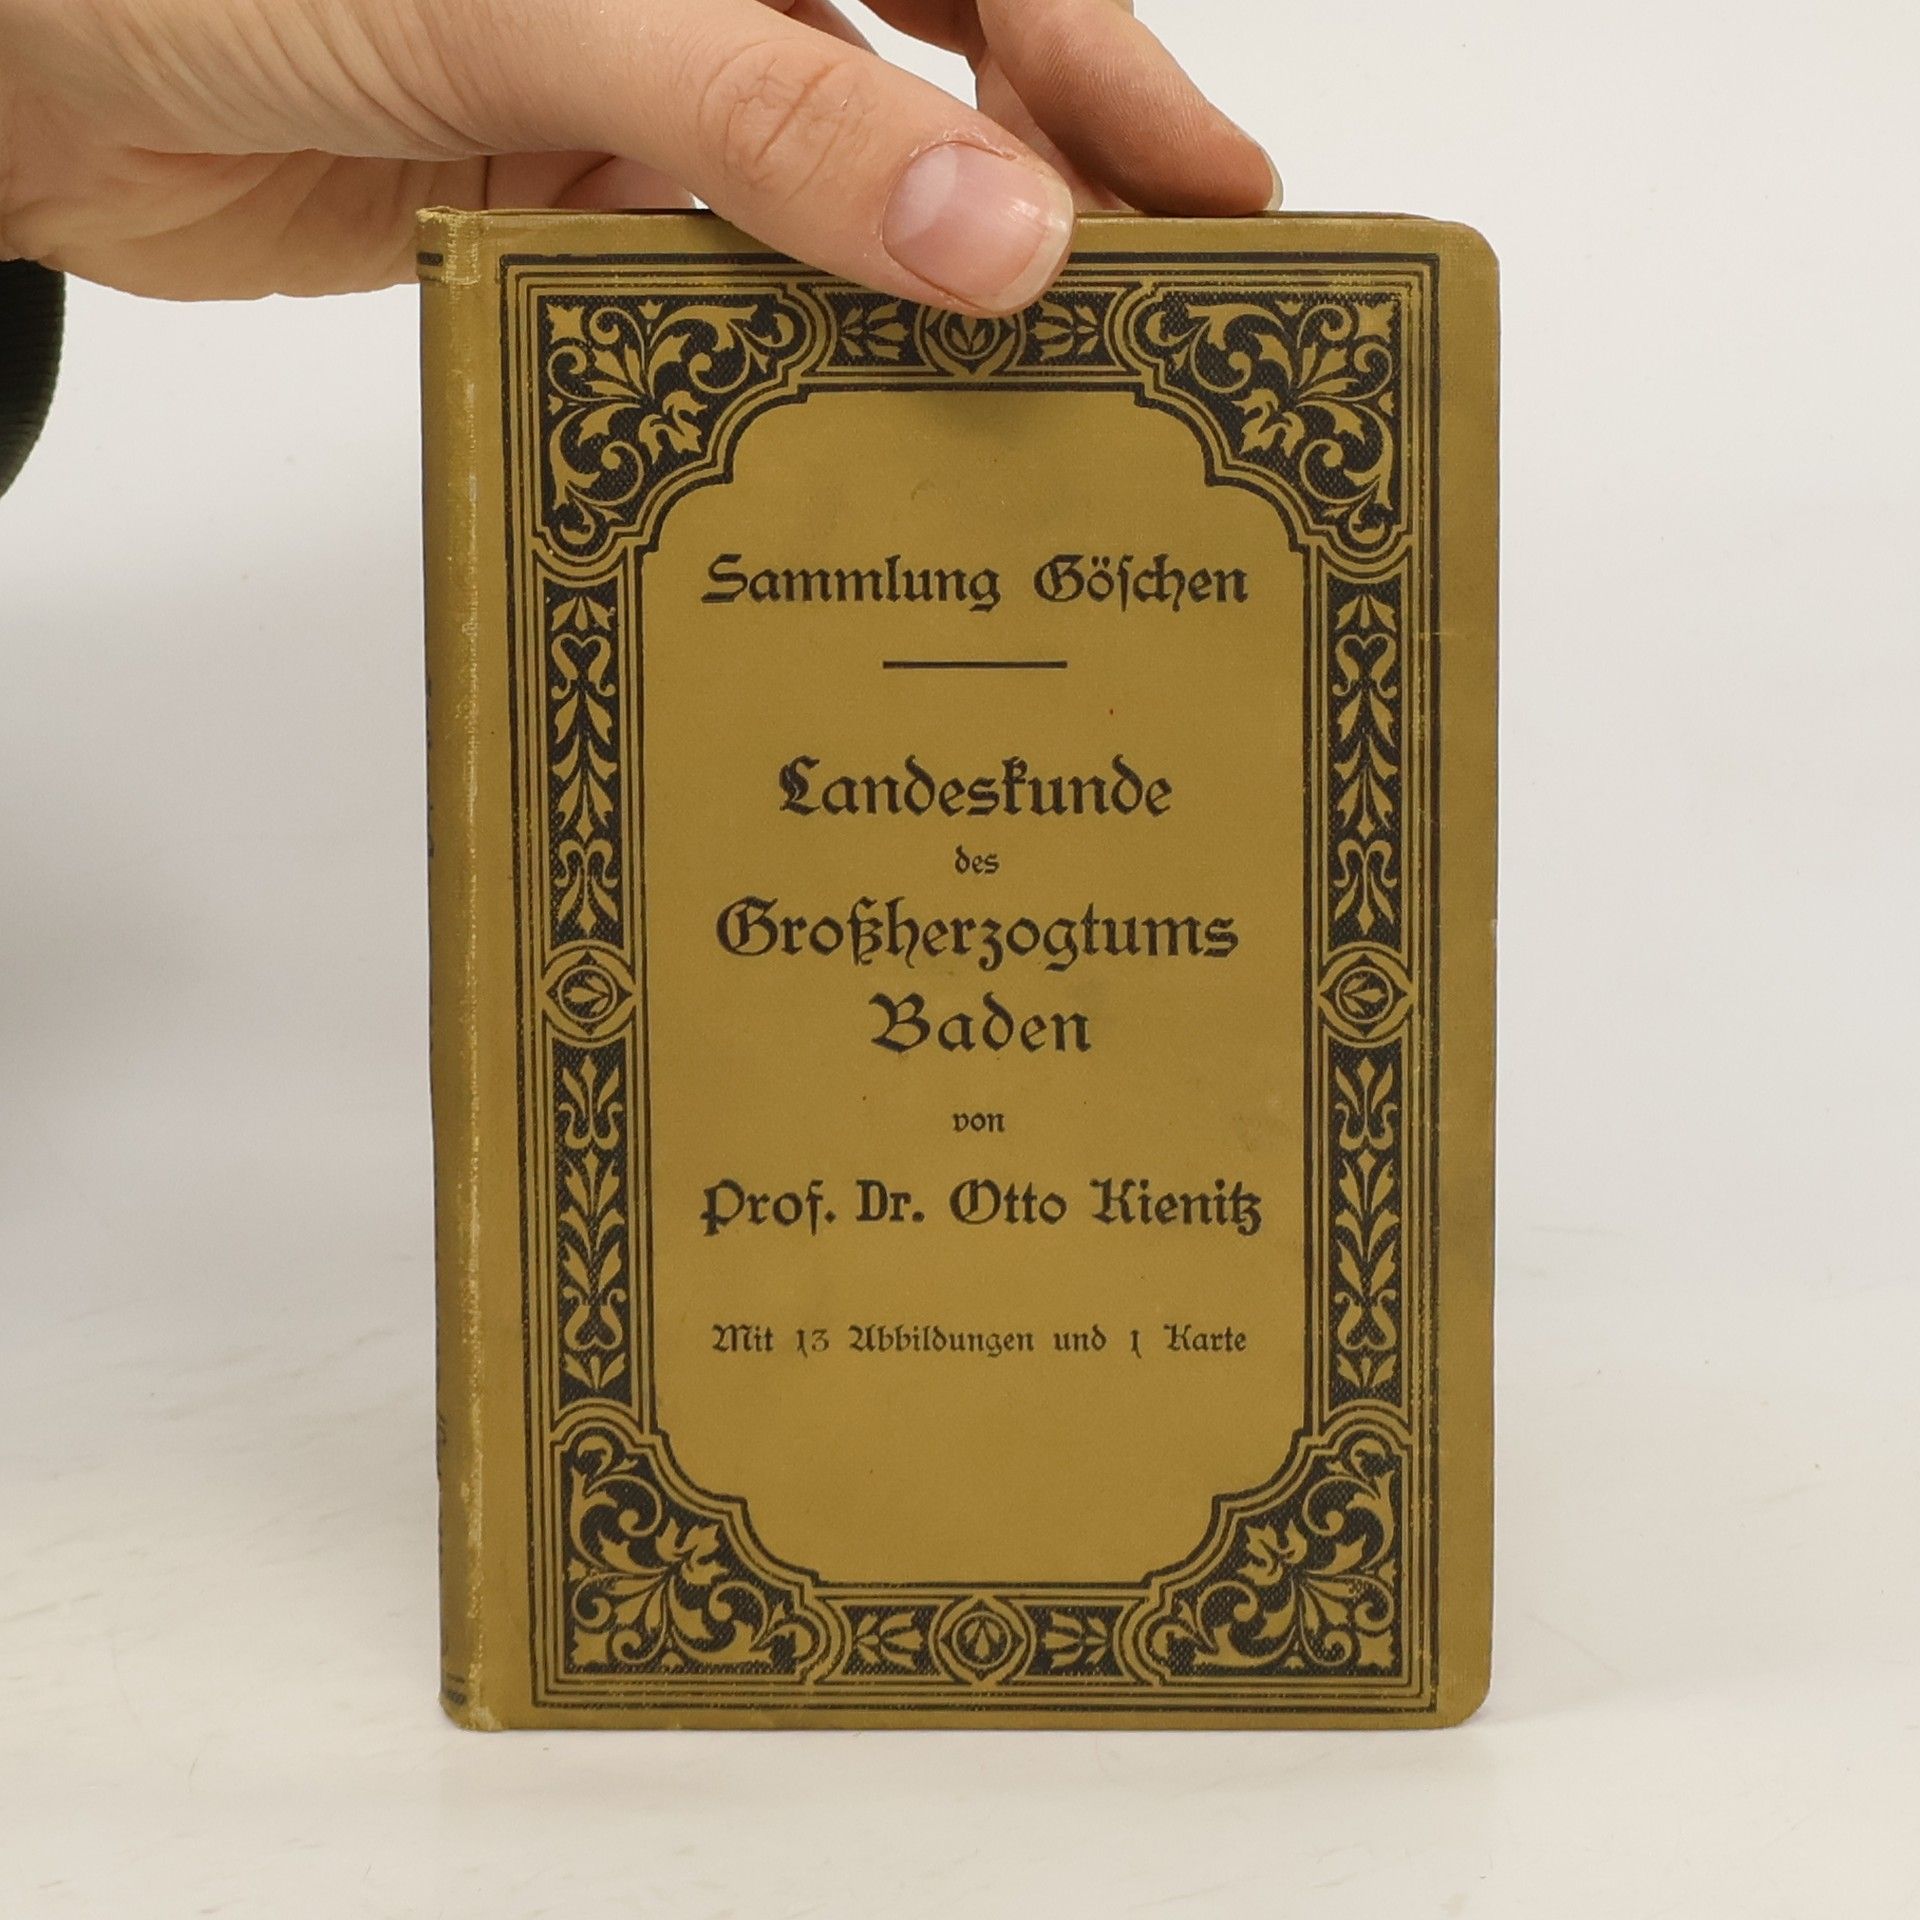 Sammlung Göschen
Landeskunde
des
Großherzogtums
Baden
von
Prof. Dr. Otto Kienitz
Mit 13 Abbildungen und 1 Karte